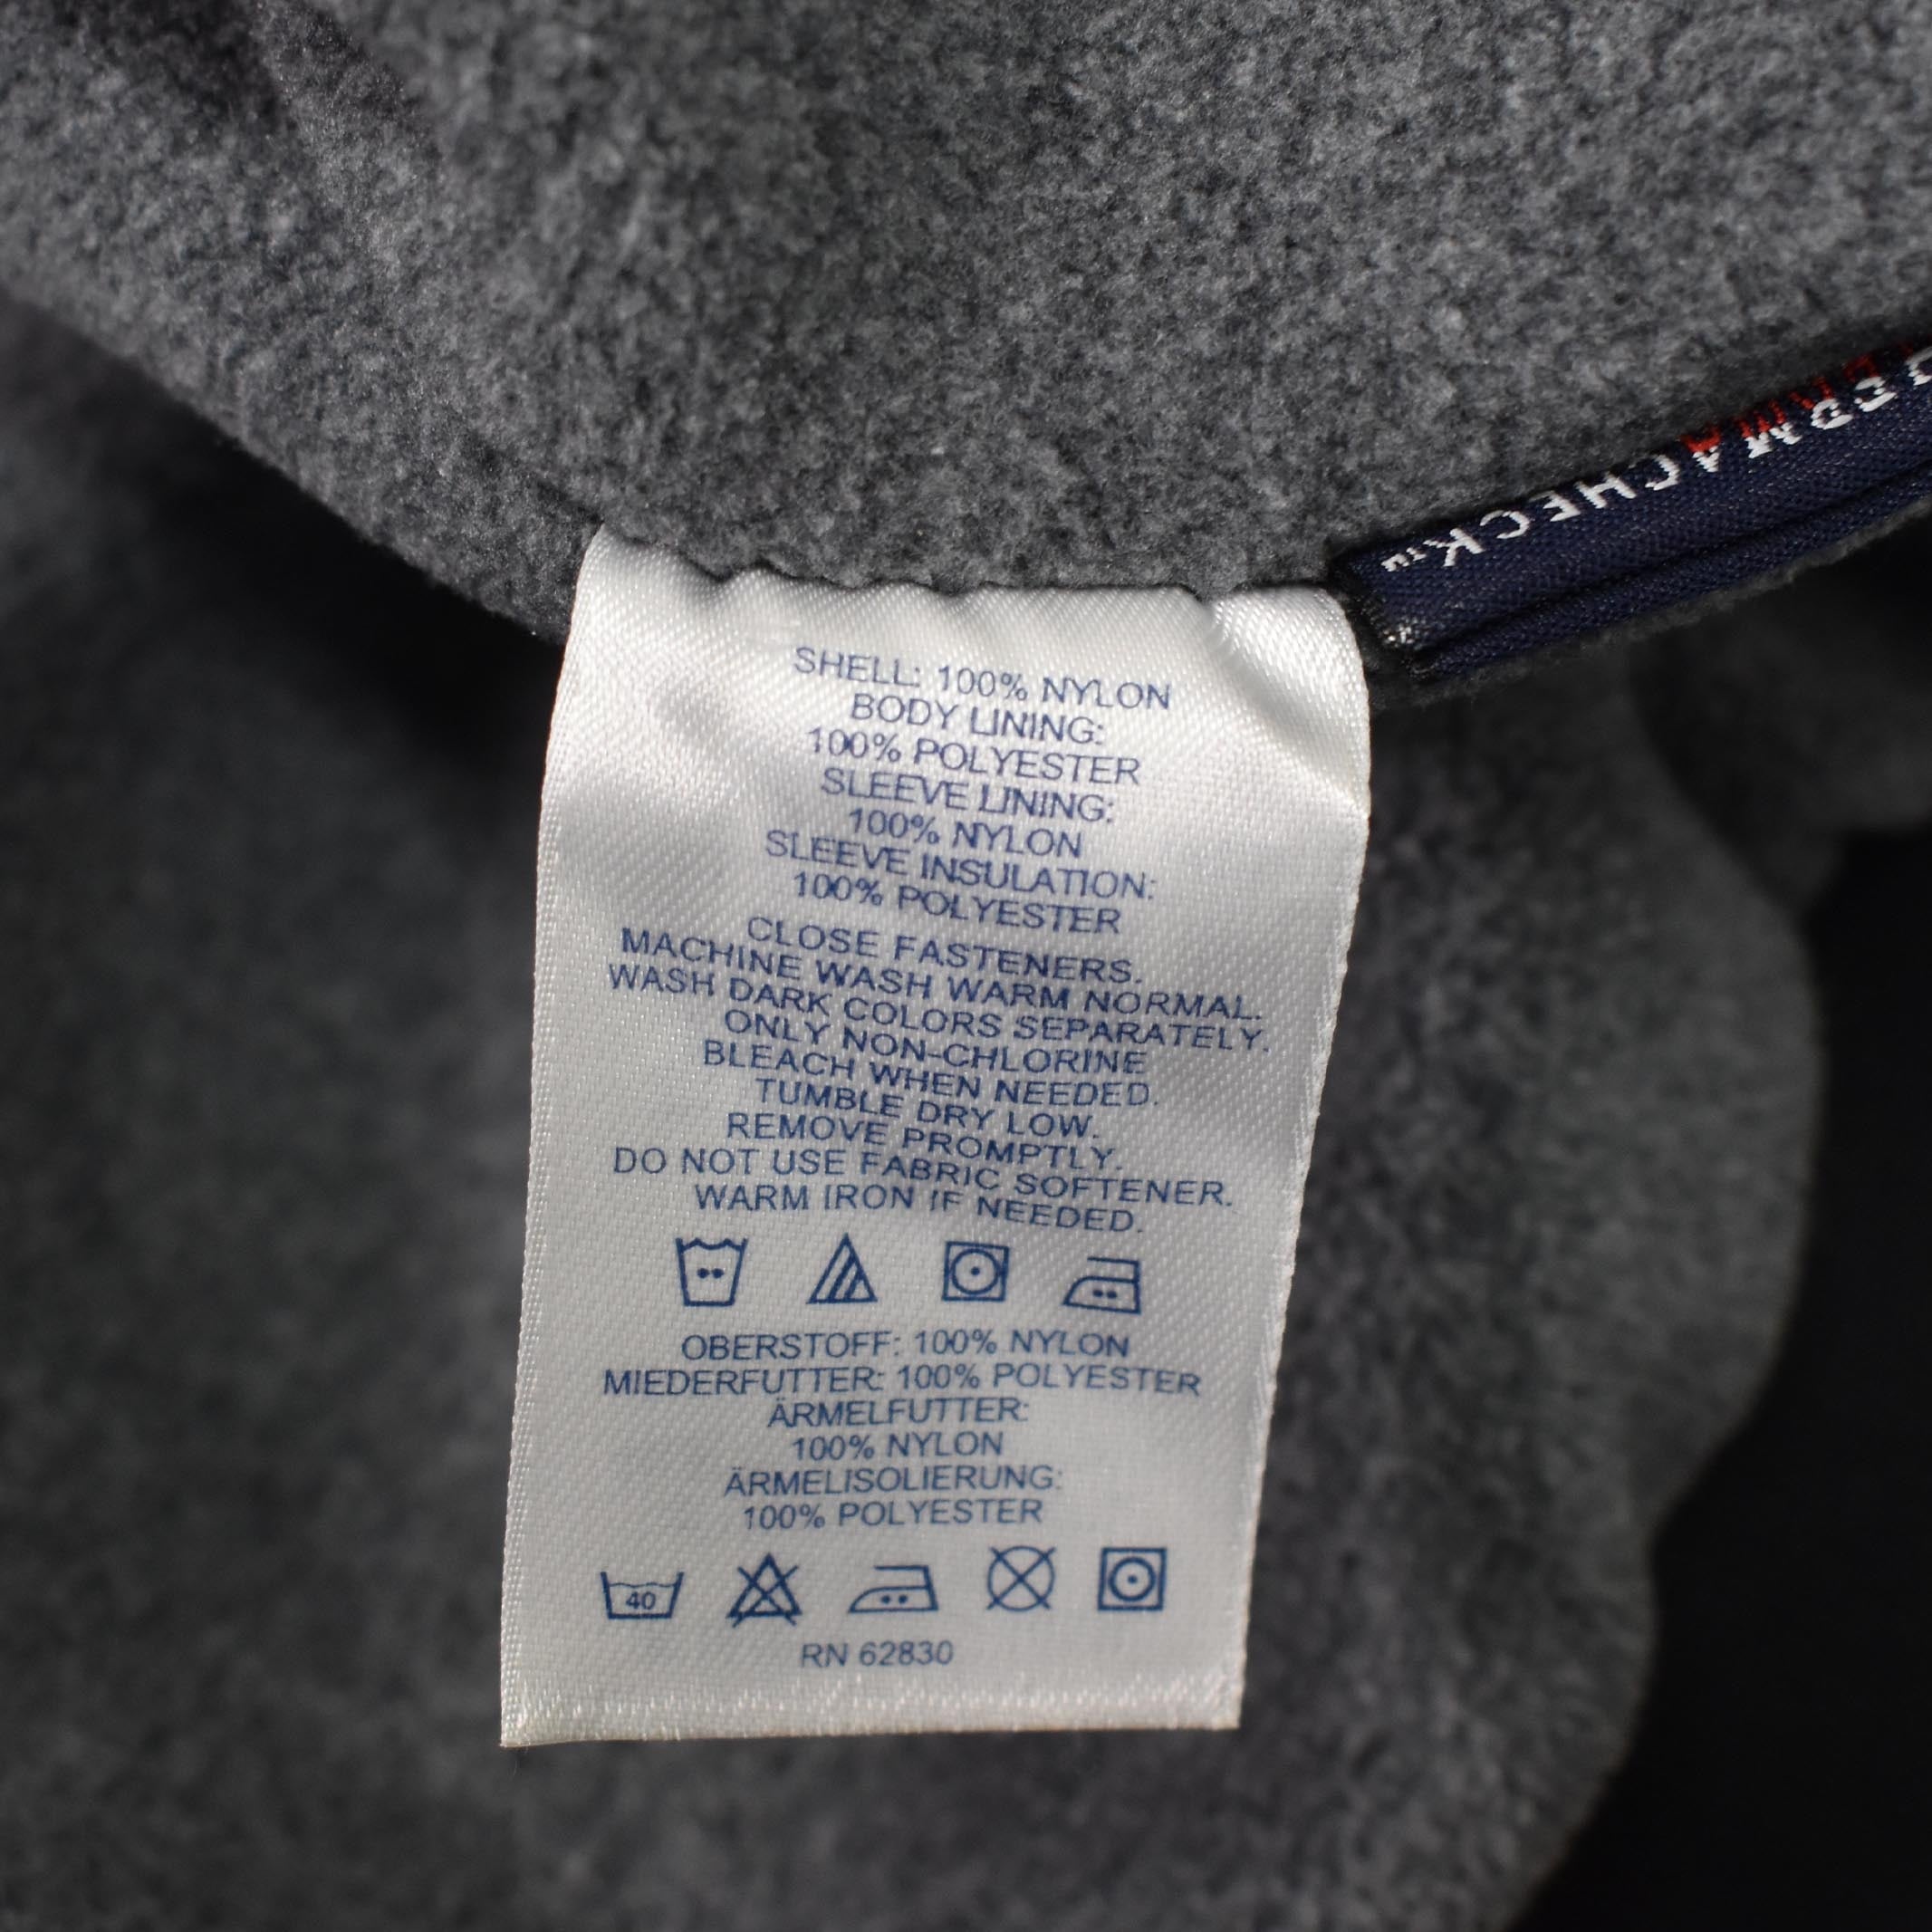 ERMACHECK™
ERMA
SHELL: 100% NYLON
BODY LINING:
100% POLYESTER
SLEEVE LINING:
100% NYLON
SLEEVE INSULATION:
100% POLYESTER
CLOSE FASTENERS.
MACHINE WASH WARM NORMAL.
WASH DARK COLORS SEPARATELY.
ONLY NON-CHLORINE
BLEACH WHEN NEEDED.
TUMBLE DRY LOW.
REMOVE PROMPTLY.
DO NOT USE FABRIC SOFTENER.
WARM IRON IF NEEDED.
OBERSTOFF: 100% NYLON
MIEDERFUTTER: 100% POLYESTER
ÄRMELFUTTER:
100% NYLON
ÄRMELISOLIERUNG:
100% POLYESTER
40
RN 62830